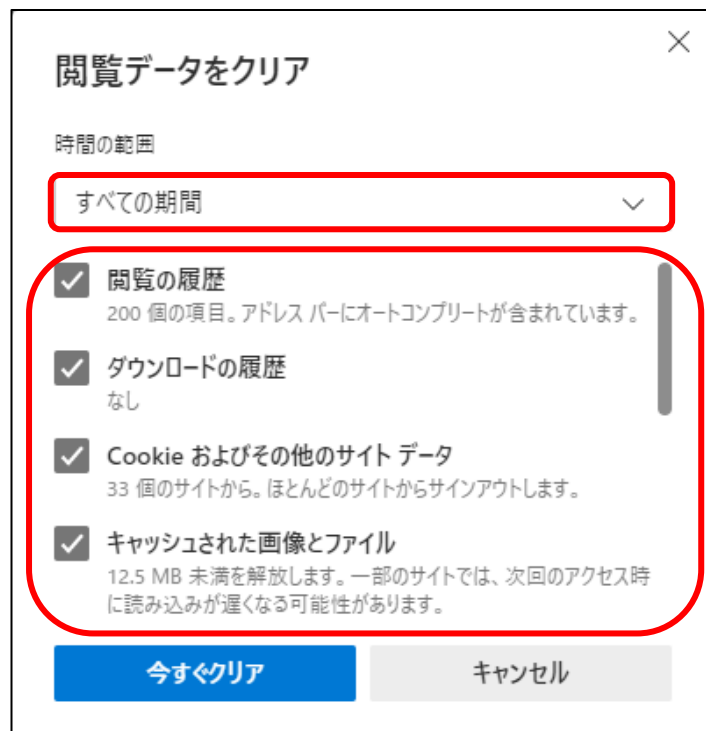 閲覧データをクリア
時間の範囲
すべての期間
閲覧の履歴
200 個の項目。アドレス バーにオートコンプリートが含まれています。
ダウンロードの履歴
なし
Cookie およびその他のサイト データ
33 個のサイトから。ほとんどのサイトからサインアウトします。
キャッシュされた画像とファイル
12.5 MB 未満を解放します。一部のサイトでは、次回のアクセス時
に読み込みが遅くなる可能性があります。
今すぐクリア キャンセル